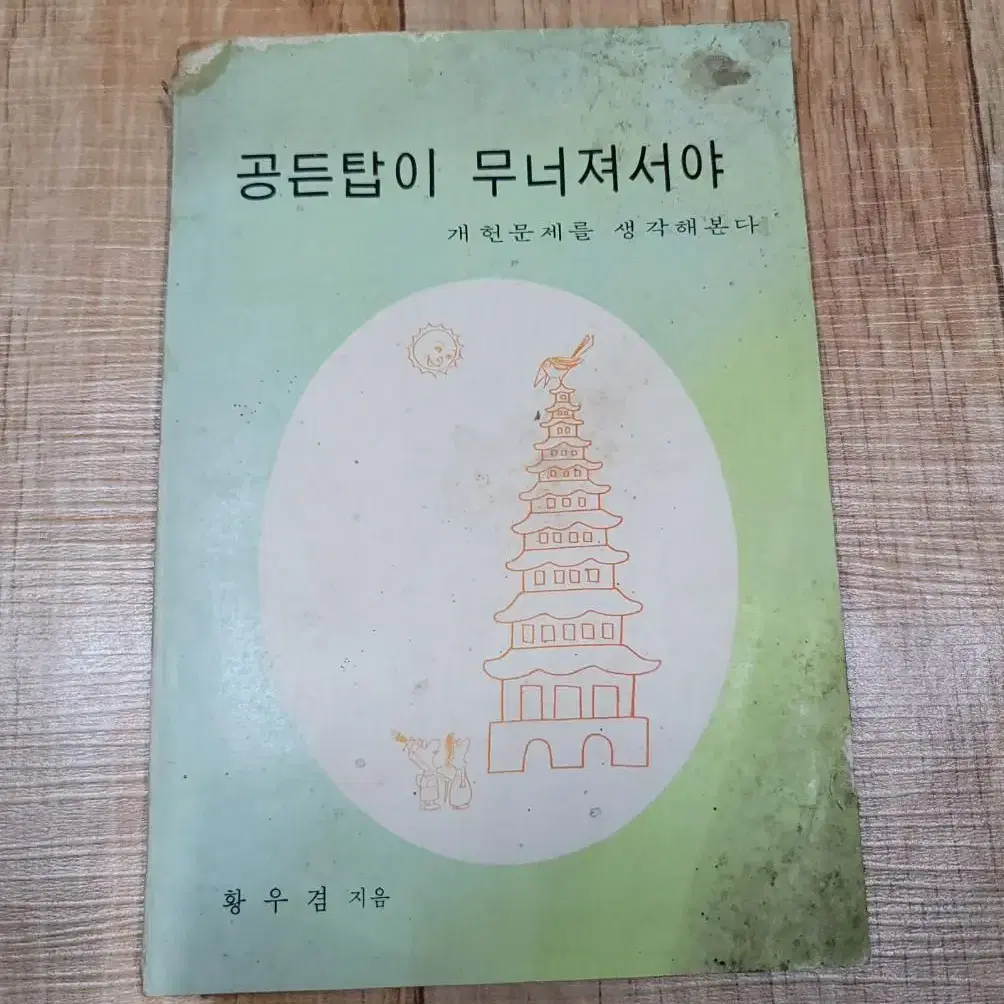 공든탑이 무너져서야
개헌문제를 생각해본다
황우겸 지음